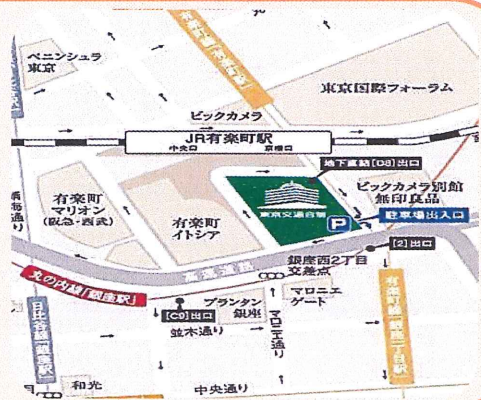 ペニンシュラ
東京
東京国際フォーラム
ビックカメラ
JR有楽町駅
中央口
京橋口
地下直結[D8]出口
有楽町
マリオン
(阪急・西武)
有楽町
イトシア
東京交通会館
ビックカメラ別館
無印良品
P
駐車場出入口
[2]出口
晴海通り
高速道路
銀座西2丁目
交差点
丸の内線「銀座駅」
[C9]出口
プランタン
銀座
マロニエ
ゲート
並木通り
マロニエ通り
日比谷線「銀座駅」
有楽町線「銀座一丁目駅」
和光
中央通り